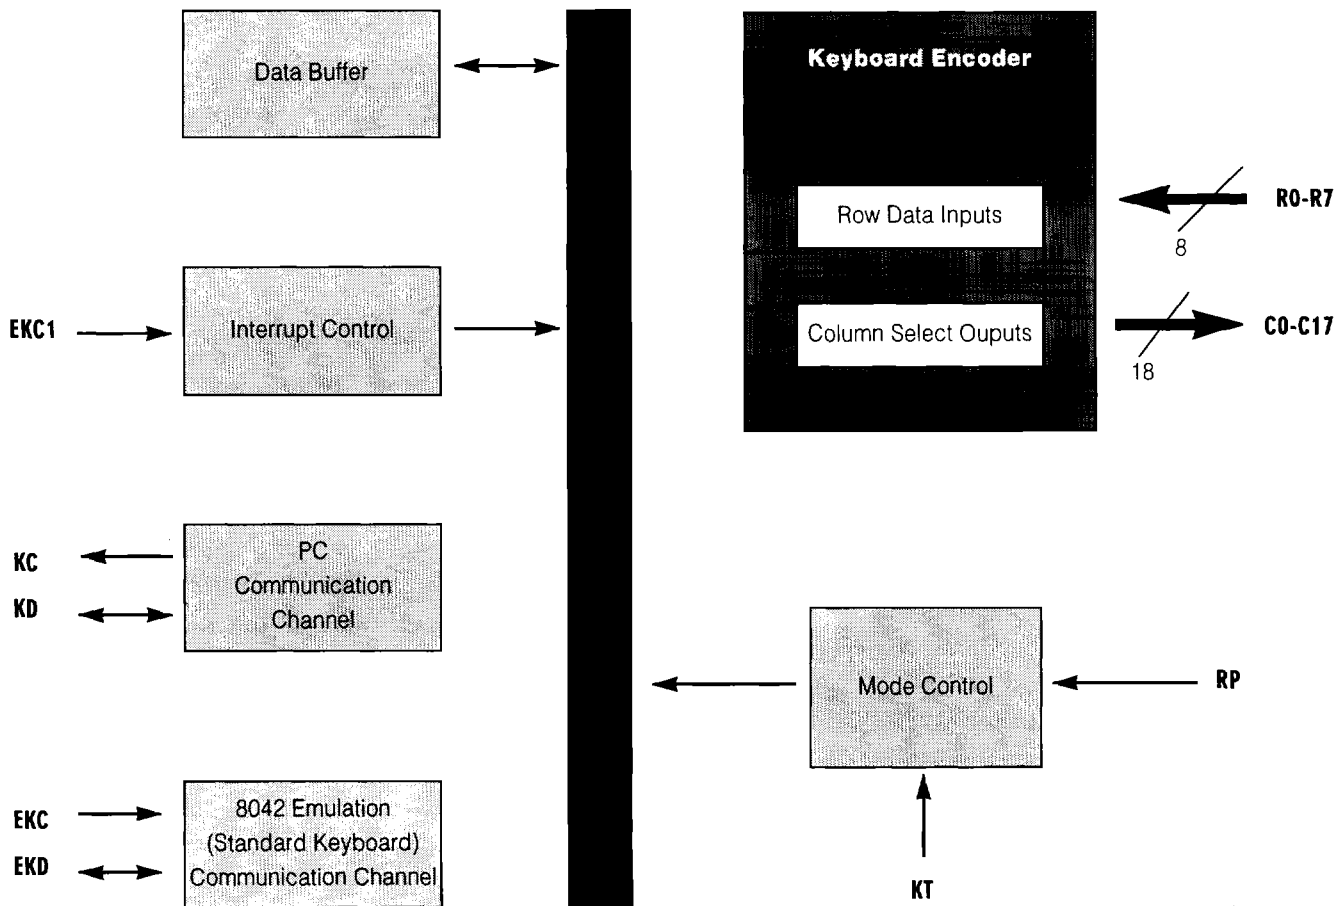 Data Buffer
Keyboard Encoder
Row Data Inputs
R0-R7
8
EKC1
Interrupt Control
Column Select Ouputs
C0-C17
18
KC
KD
PC
Communication
Channel
Mode Control
RP
EKC
EKD
8042 Emulation
(Standard Keyboard)
Communication Channel
KT